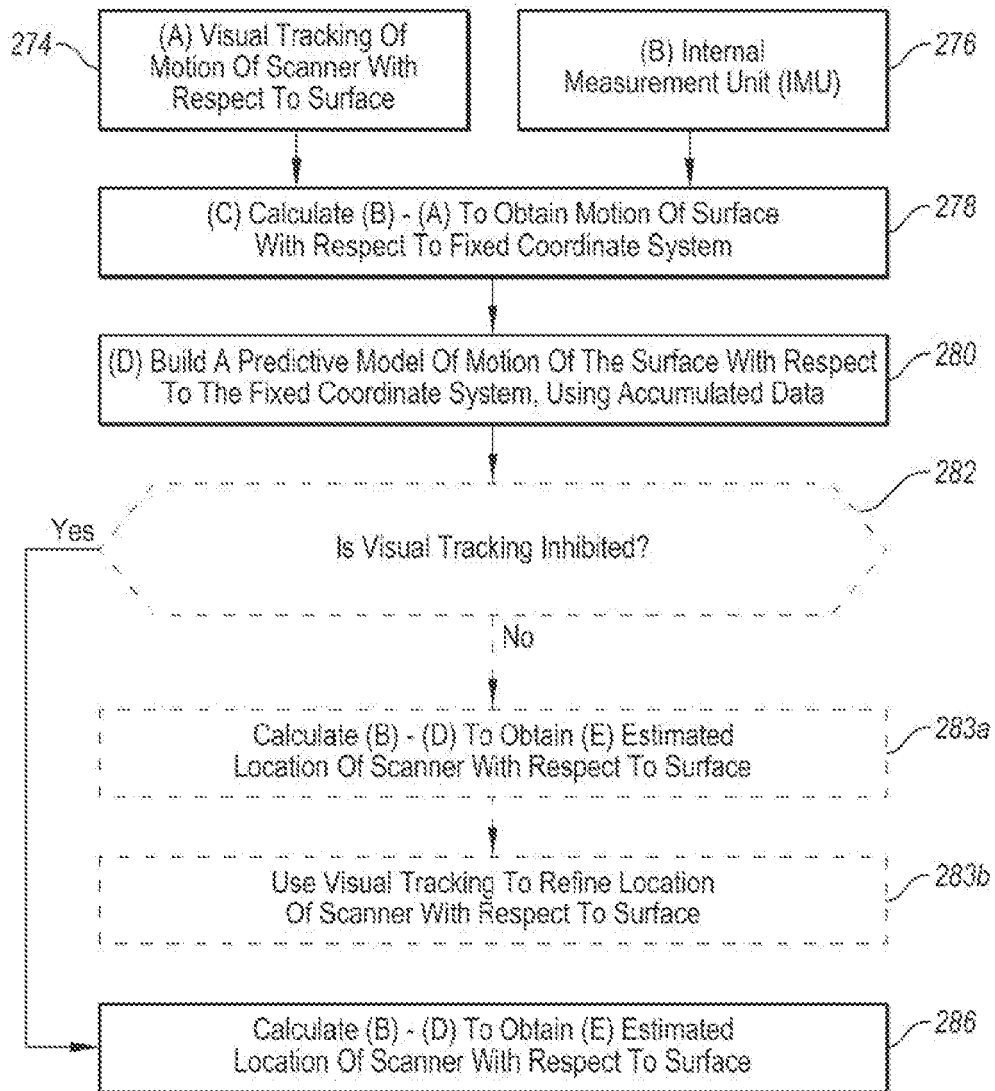 274
(A) Visual Tracking Of
Motion Of Scanner With
Respect To Surface
(B) Internal
Measurement Unit (IMU)
276
(C) Calculate (B) - (A) To Obtain Motion Of Surface
With Respect To Fixed Coordinate System
278
(D) Build A Predictive Model Of Motion Of The Surface With Respect
To The Fixed Coordinate System, Using Accumulated Data
280
282
Yes
Is Visual Tracking Inhibited?
No
Calculate (B) - (D) To Obtain (E) Estimated
Location Of Scanner With Respect To Surface
283a
Use Visual Tracking To Refine Location
Of Scanner With Respect To Surface
283b
Calculate (B) - (D) To Obtain (E) Estimated
Location Of Scanner With Respect To Surface
286